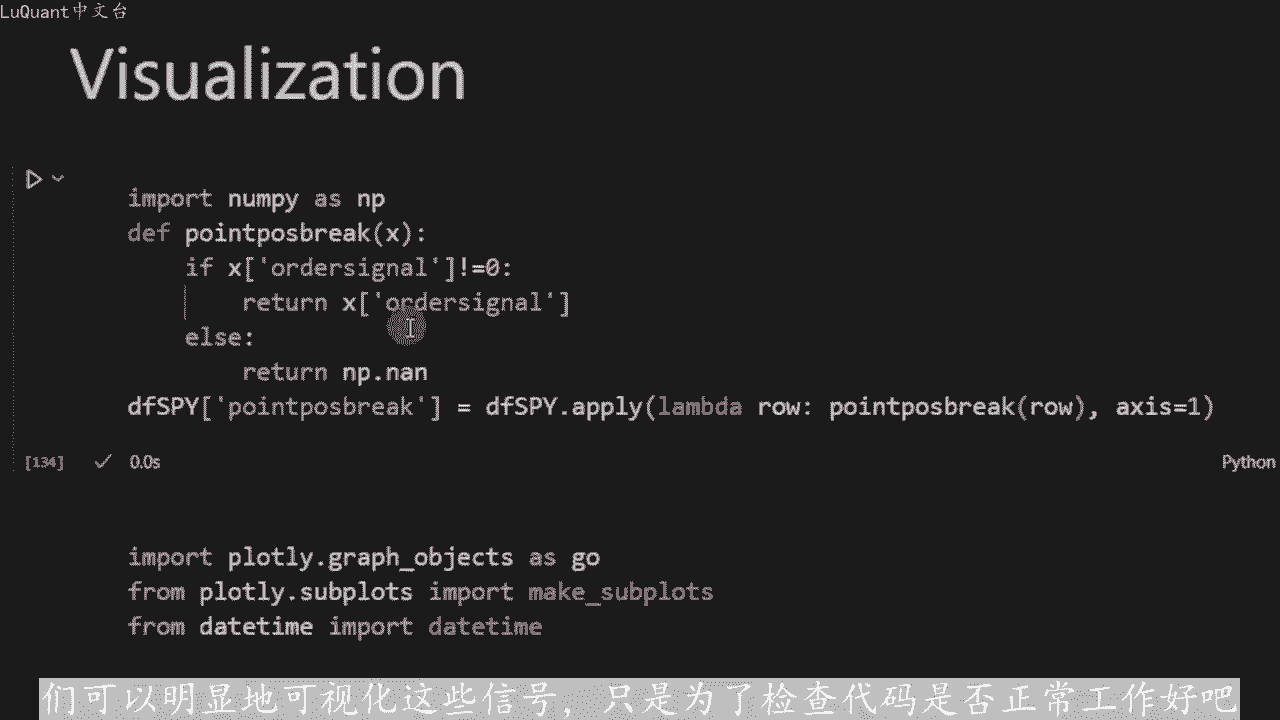 LuQuant中文台
Visualization
import numpy as np
def pointposbreak(x):
    if x['ordersignal']!=0:
        return x['ordersignal']
    else:
        return np.nan
dfSPY['pointposbreak'] = dfSPY.apply(lambda row: pointposbreak(row), axis=1)
[134] ✓ 0.0s Python
import plotly.graph_objects as go
from plotly.subplots import make_subplots
from datetime import datetime
们可以明显地可视化这些信号，只是为了检查代码是否正常工作好吧